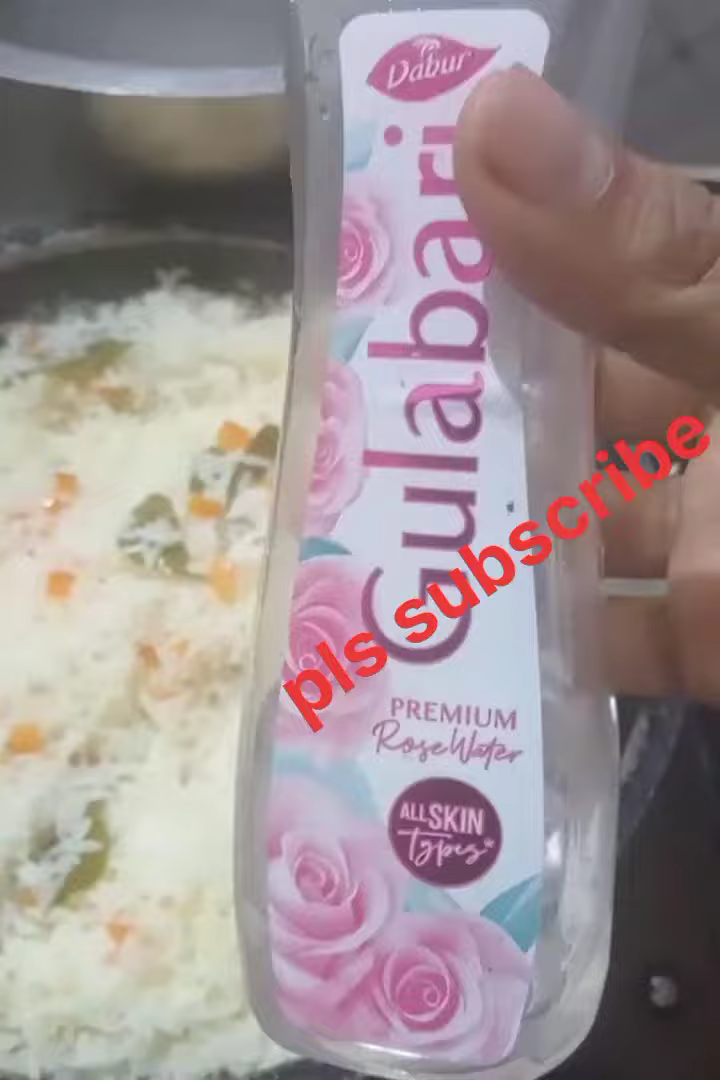 Dabur
Gulabari
pls subscribe
PREMIUM
Rose Water
ALL SKIN
types*